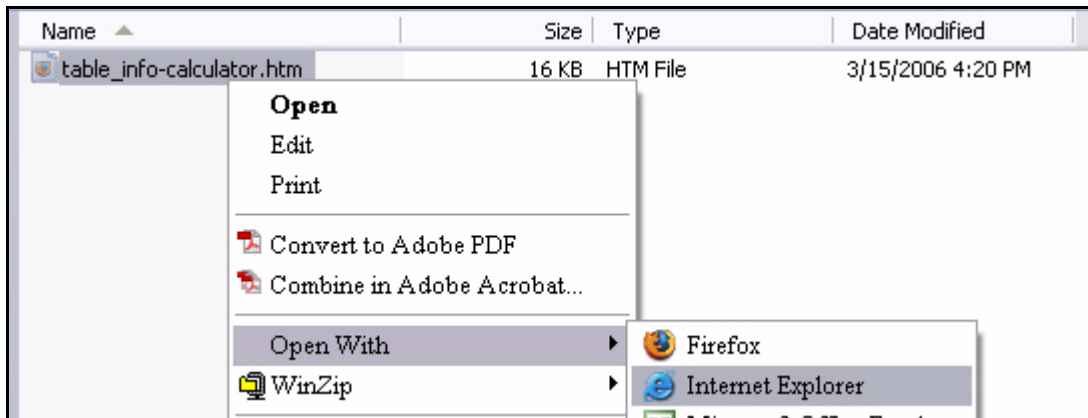 Name Size Type Date Modified
table_info-calculator.htm 16 KB HTM File 3/15/2006 4:20 PM
Open
Edit
Print
Convert to Adobe PDF
Combine in Adobe Acrobat...
Open With Firefox
WinZip Internet Explorer